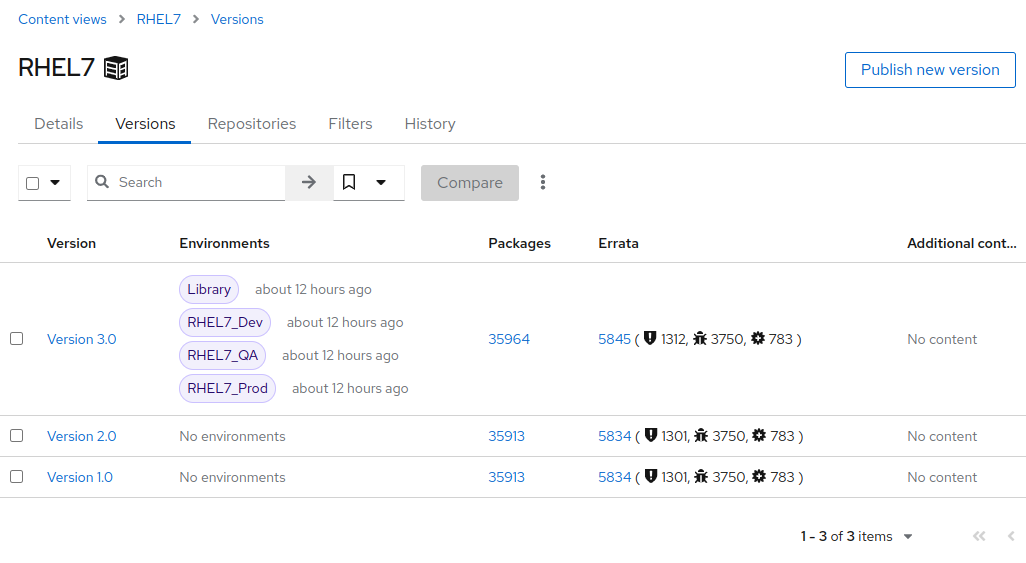 Content views > RHEL7 > Versions
RHEL7
Publish new version
Details Versions Repositories Filters History
Search Compare
Version Environments Packages Errata Additional cont...
Library about 12 hours ago
RHEL7_Dev about 12 hours ago
Version 3.0 35964 5845 ( 1312, 3750, 783 ) No content
RHEL7_QA about 12 hours ago
RHEL7_Prod about 12 hours ago
Version 2.0 No environments 35913 5834 ( 1301, 3750, 783 ) No content
Version 1.0 No environments 35913 5834 ( 1301, 3750, 783 ) No content
1 - 3 of 3 items